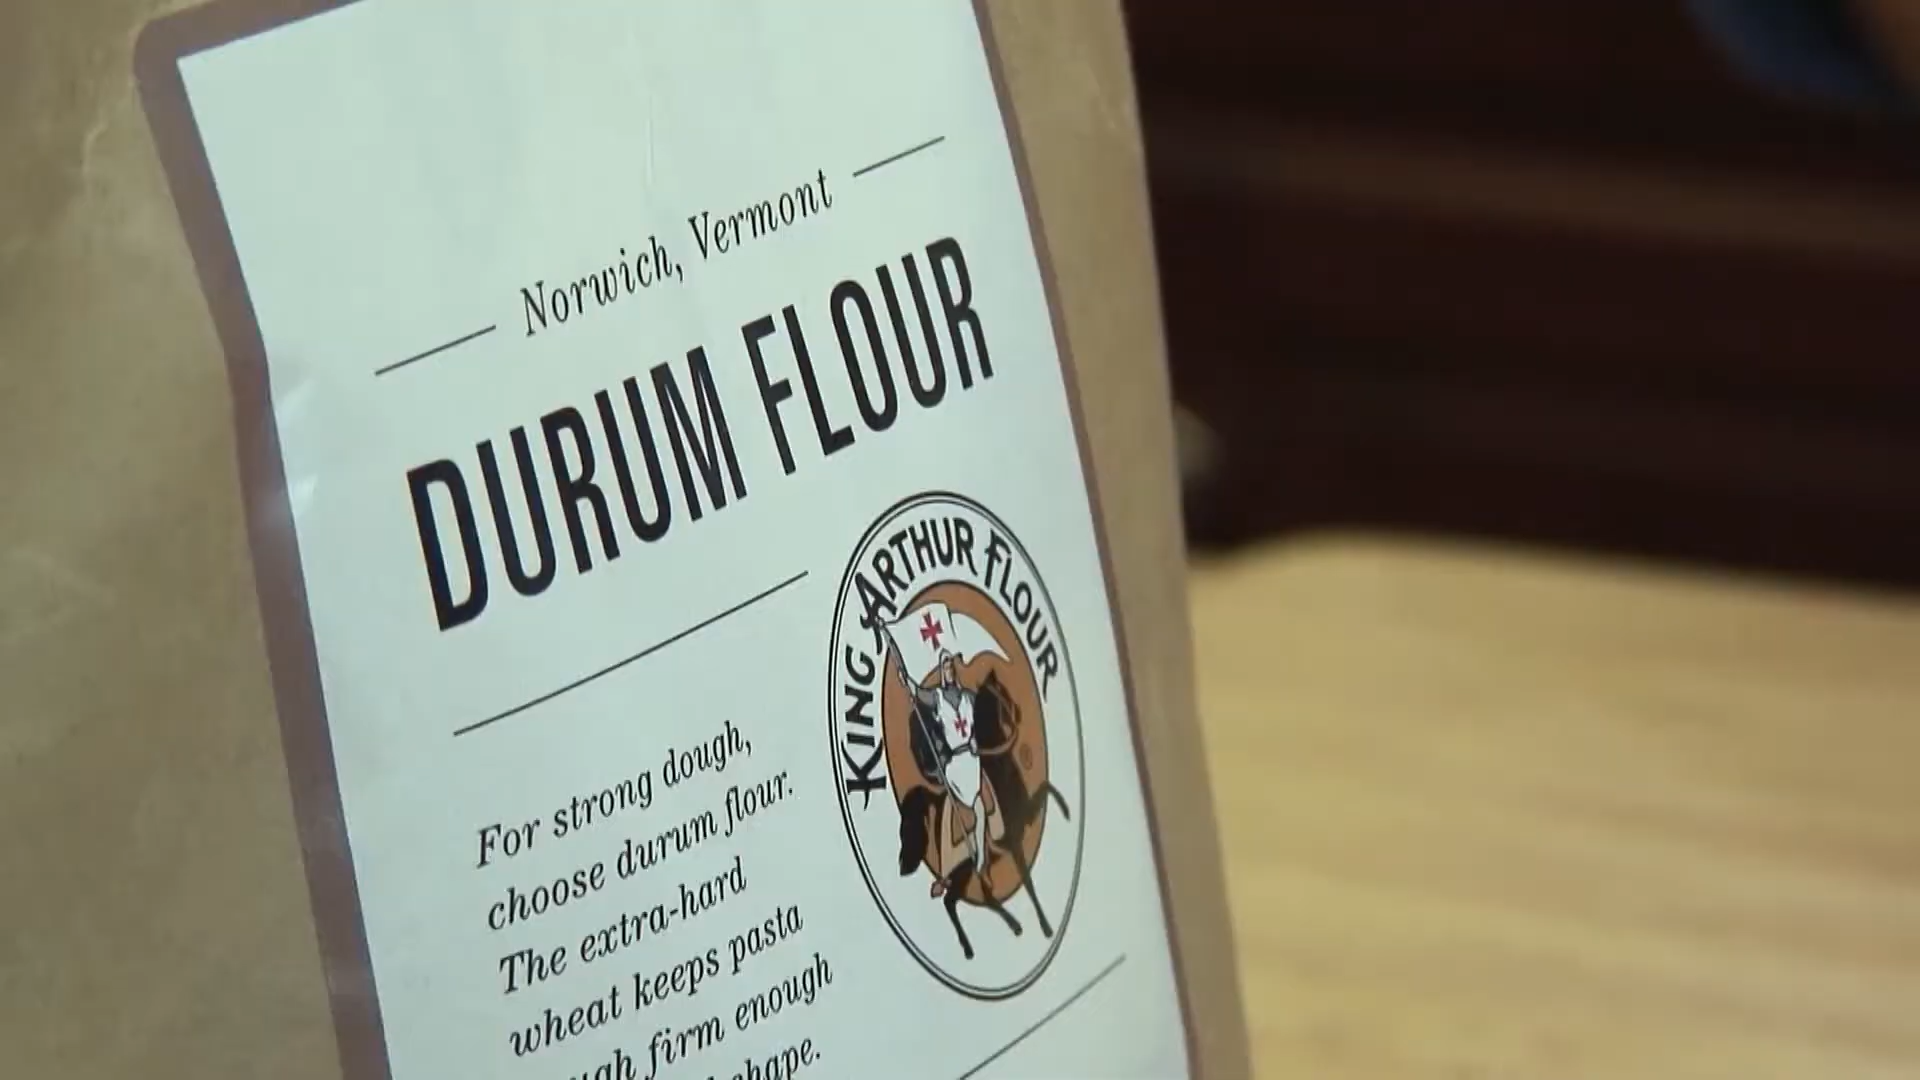 Norwich, Vermont
DURUM FLOUR
KING ARTHUR FLOUR
For strong dough,
choose durum flour.
The extra-hard
wheat keeps pasta
firm enough
shape.